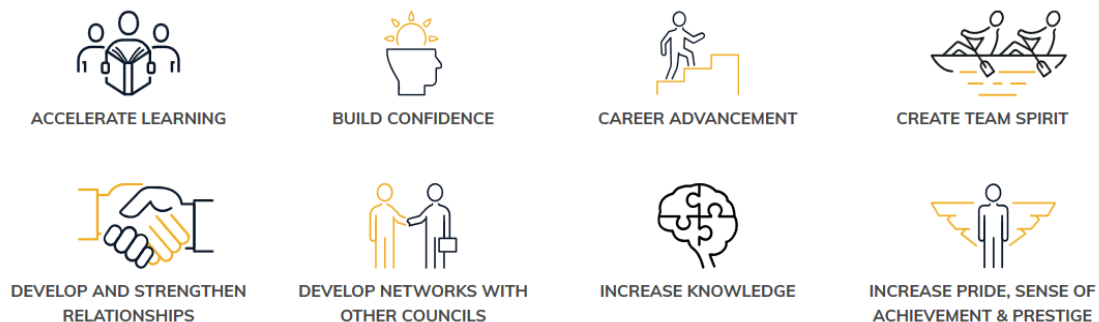 ACCELERATE LEARNING
BUILD CONFIDENCE
CAREER ADVANCEMENT
CREATE TEAM SPIRIT
DEVELOP AND STRENGTHEN
RELATIONSHIPS
DEVELOP NETWORKS WITH
OTHER COUNCILS
INCREASE KNOWLEDGE
INCREASE PRIDE, SENSE OF
ACHIEVEMENT & PRESTIGE